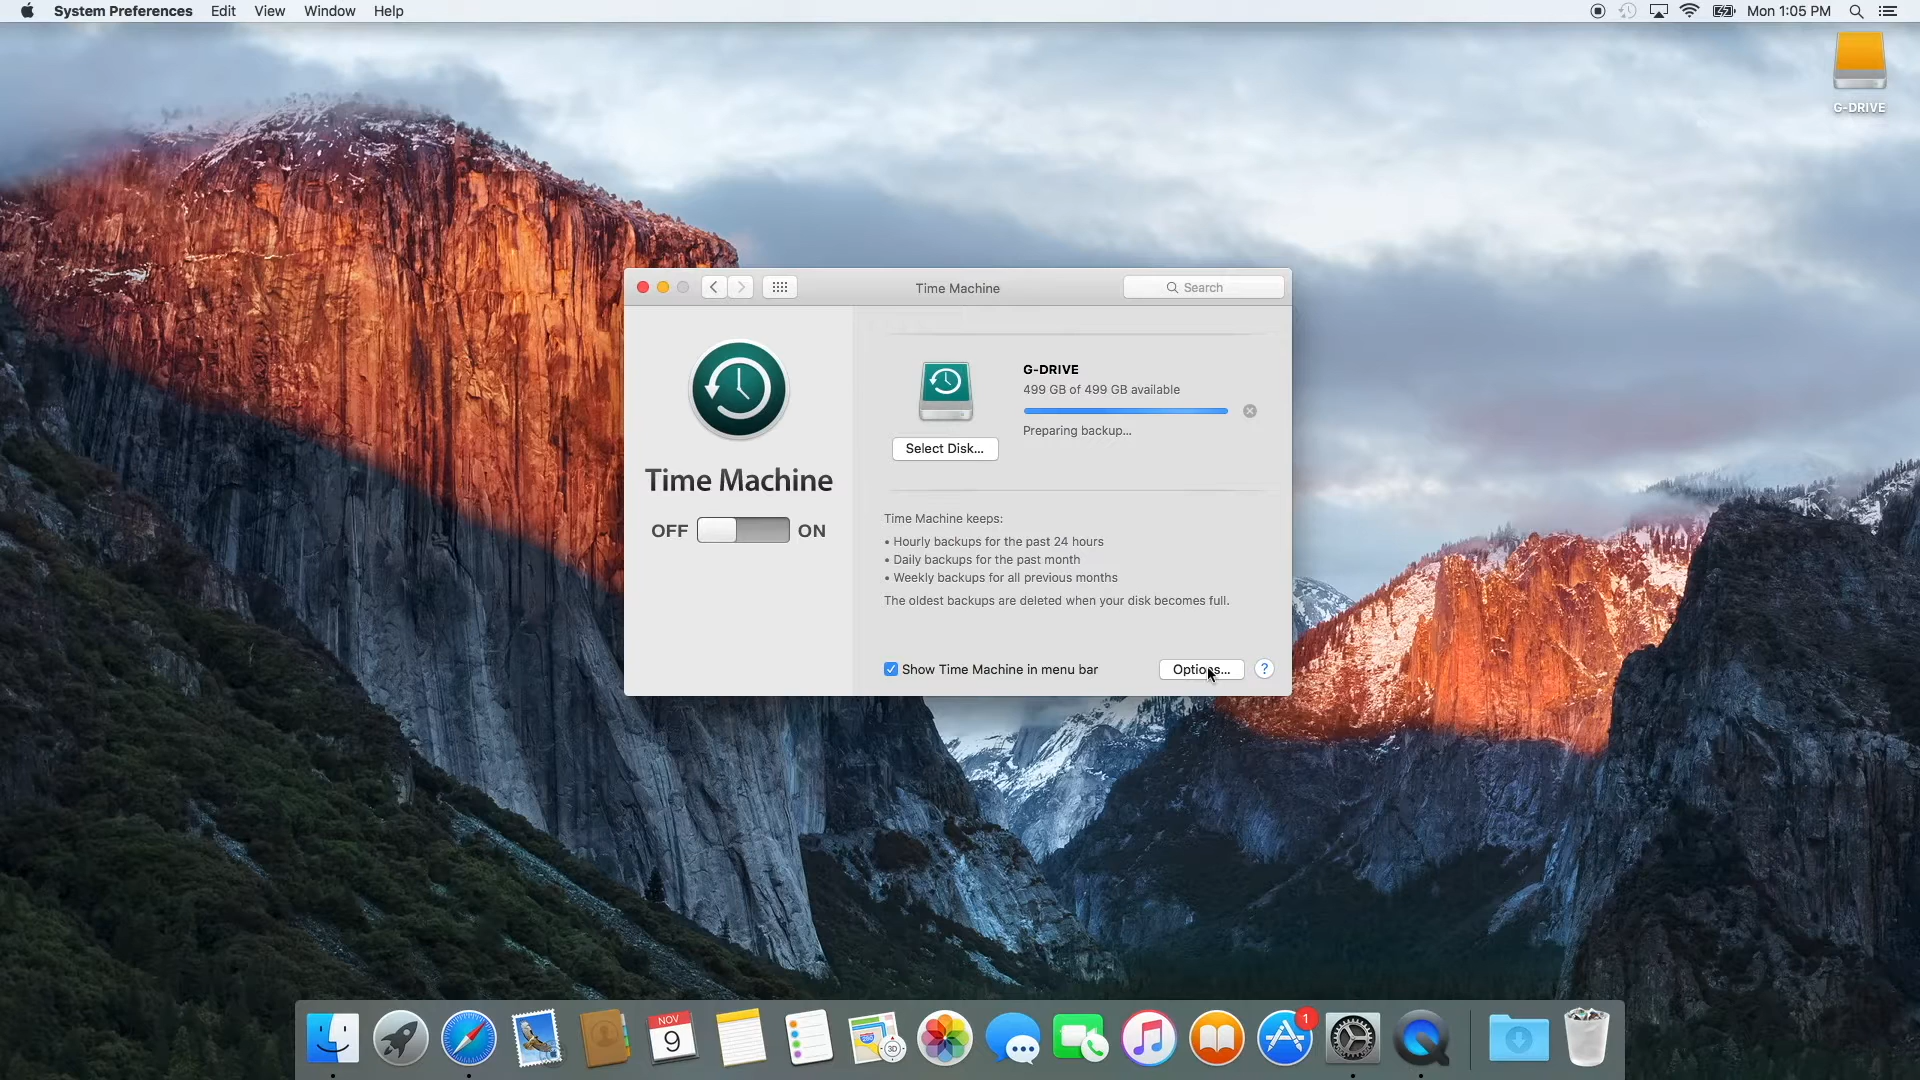 System Preferences Edit View Window Help
Mon 1:05 PM
G-DRIVE
Time Machine
Search
G-DRIVE
499 GB of 499 GB available
Preparing backup...
Select Disk...
Time Machine
OFF ON
Time Machine keeps:
• Hourly backups for the past 24 hours
• Daily backups for the past month
• Weekly backups for all previous months
The oldest backups are deleted when your disk becomes full.
Show Time Machine in menu bar
Options...
?
NOV
9
280
3D
1